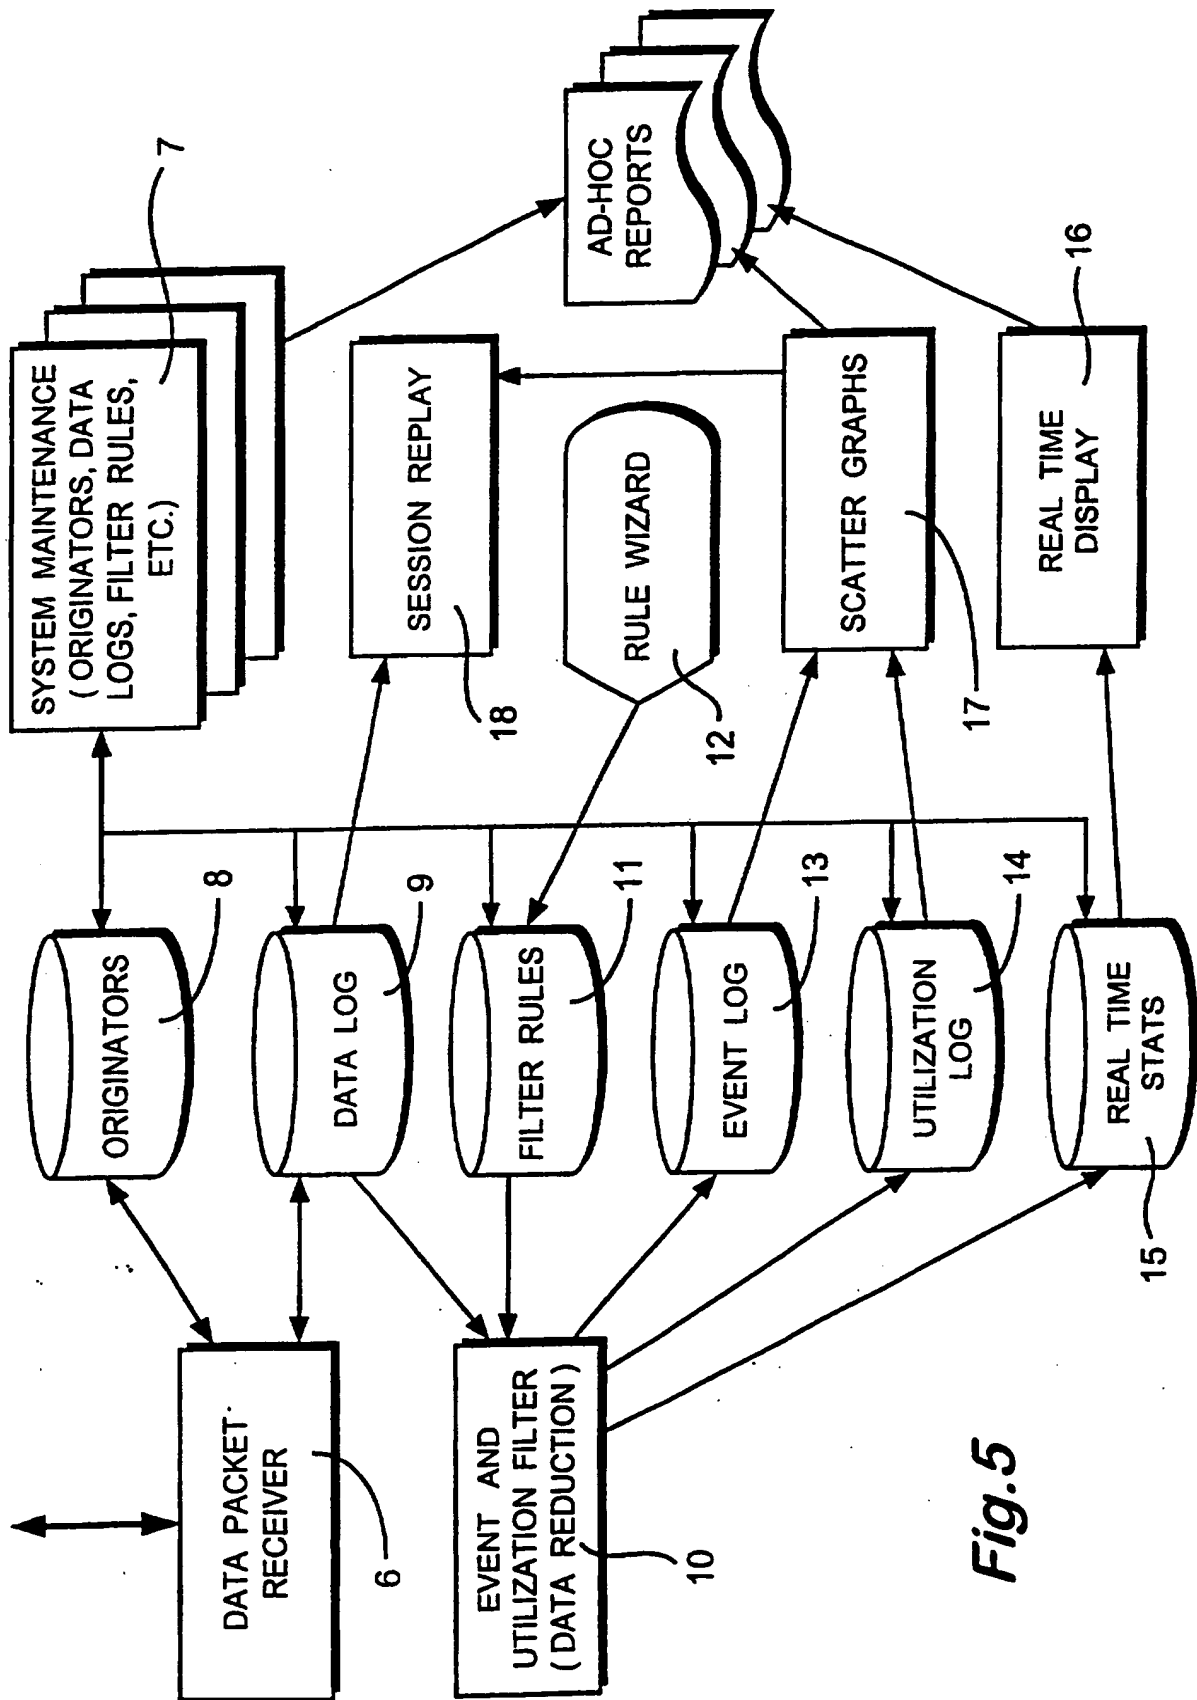 SYSTEM MAINTENANCE
( ORIGINATORS, DATA
LOGS, FILTER RULES,
ETC.)
7
AD-HOC
REPORTS
SESSION REPLAY
18
RULE WIZARD
12
SCATTER GRAPHS
17
REAL TIME
DISPLAY
16
ORIGINATORS
8
DATA LOG
9
FILTER RULES
11
EVENT LOG
13
UTILIZATION
LOG
14
REAL TIME
STATS
15
DATA PACKET
RECEIVER
6
EVENT AND
UTILIZATION FILTER
( DATA REDUCTION )
10
Fig.5